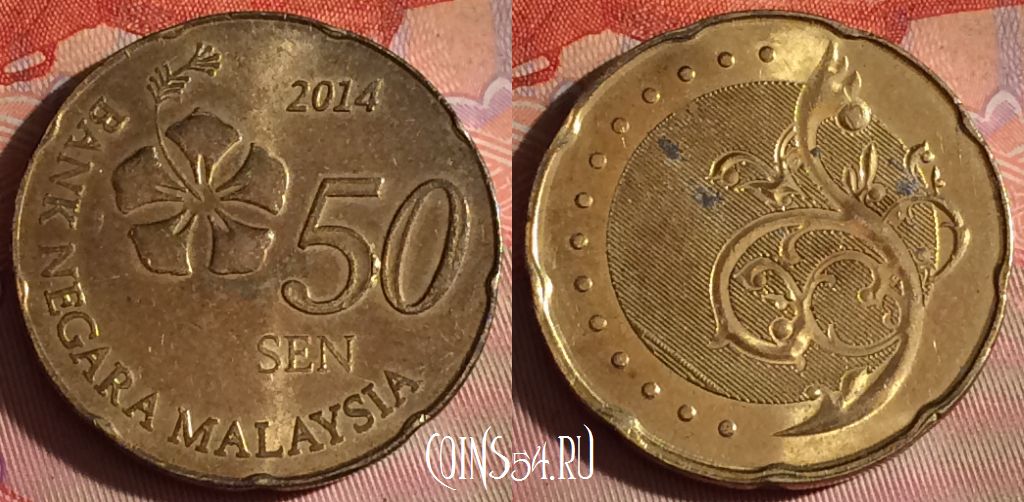 2014
50
SEN
BANK NEGARA MALAYSIA
COINS54.RU